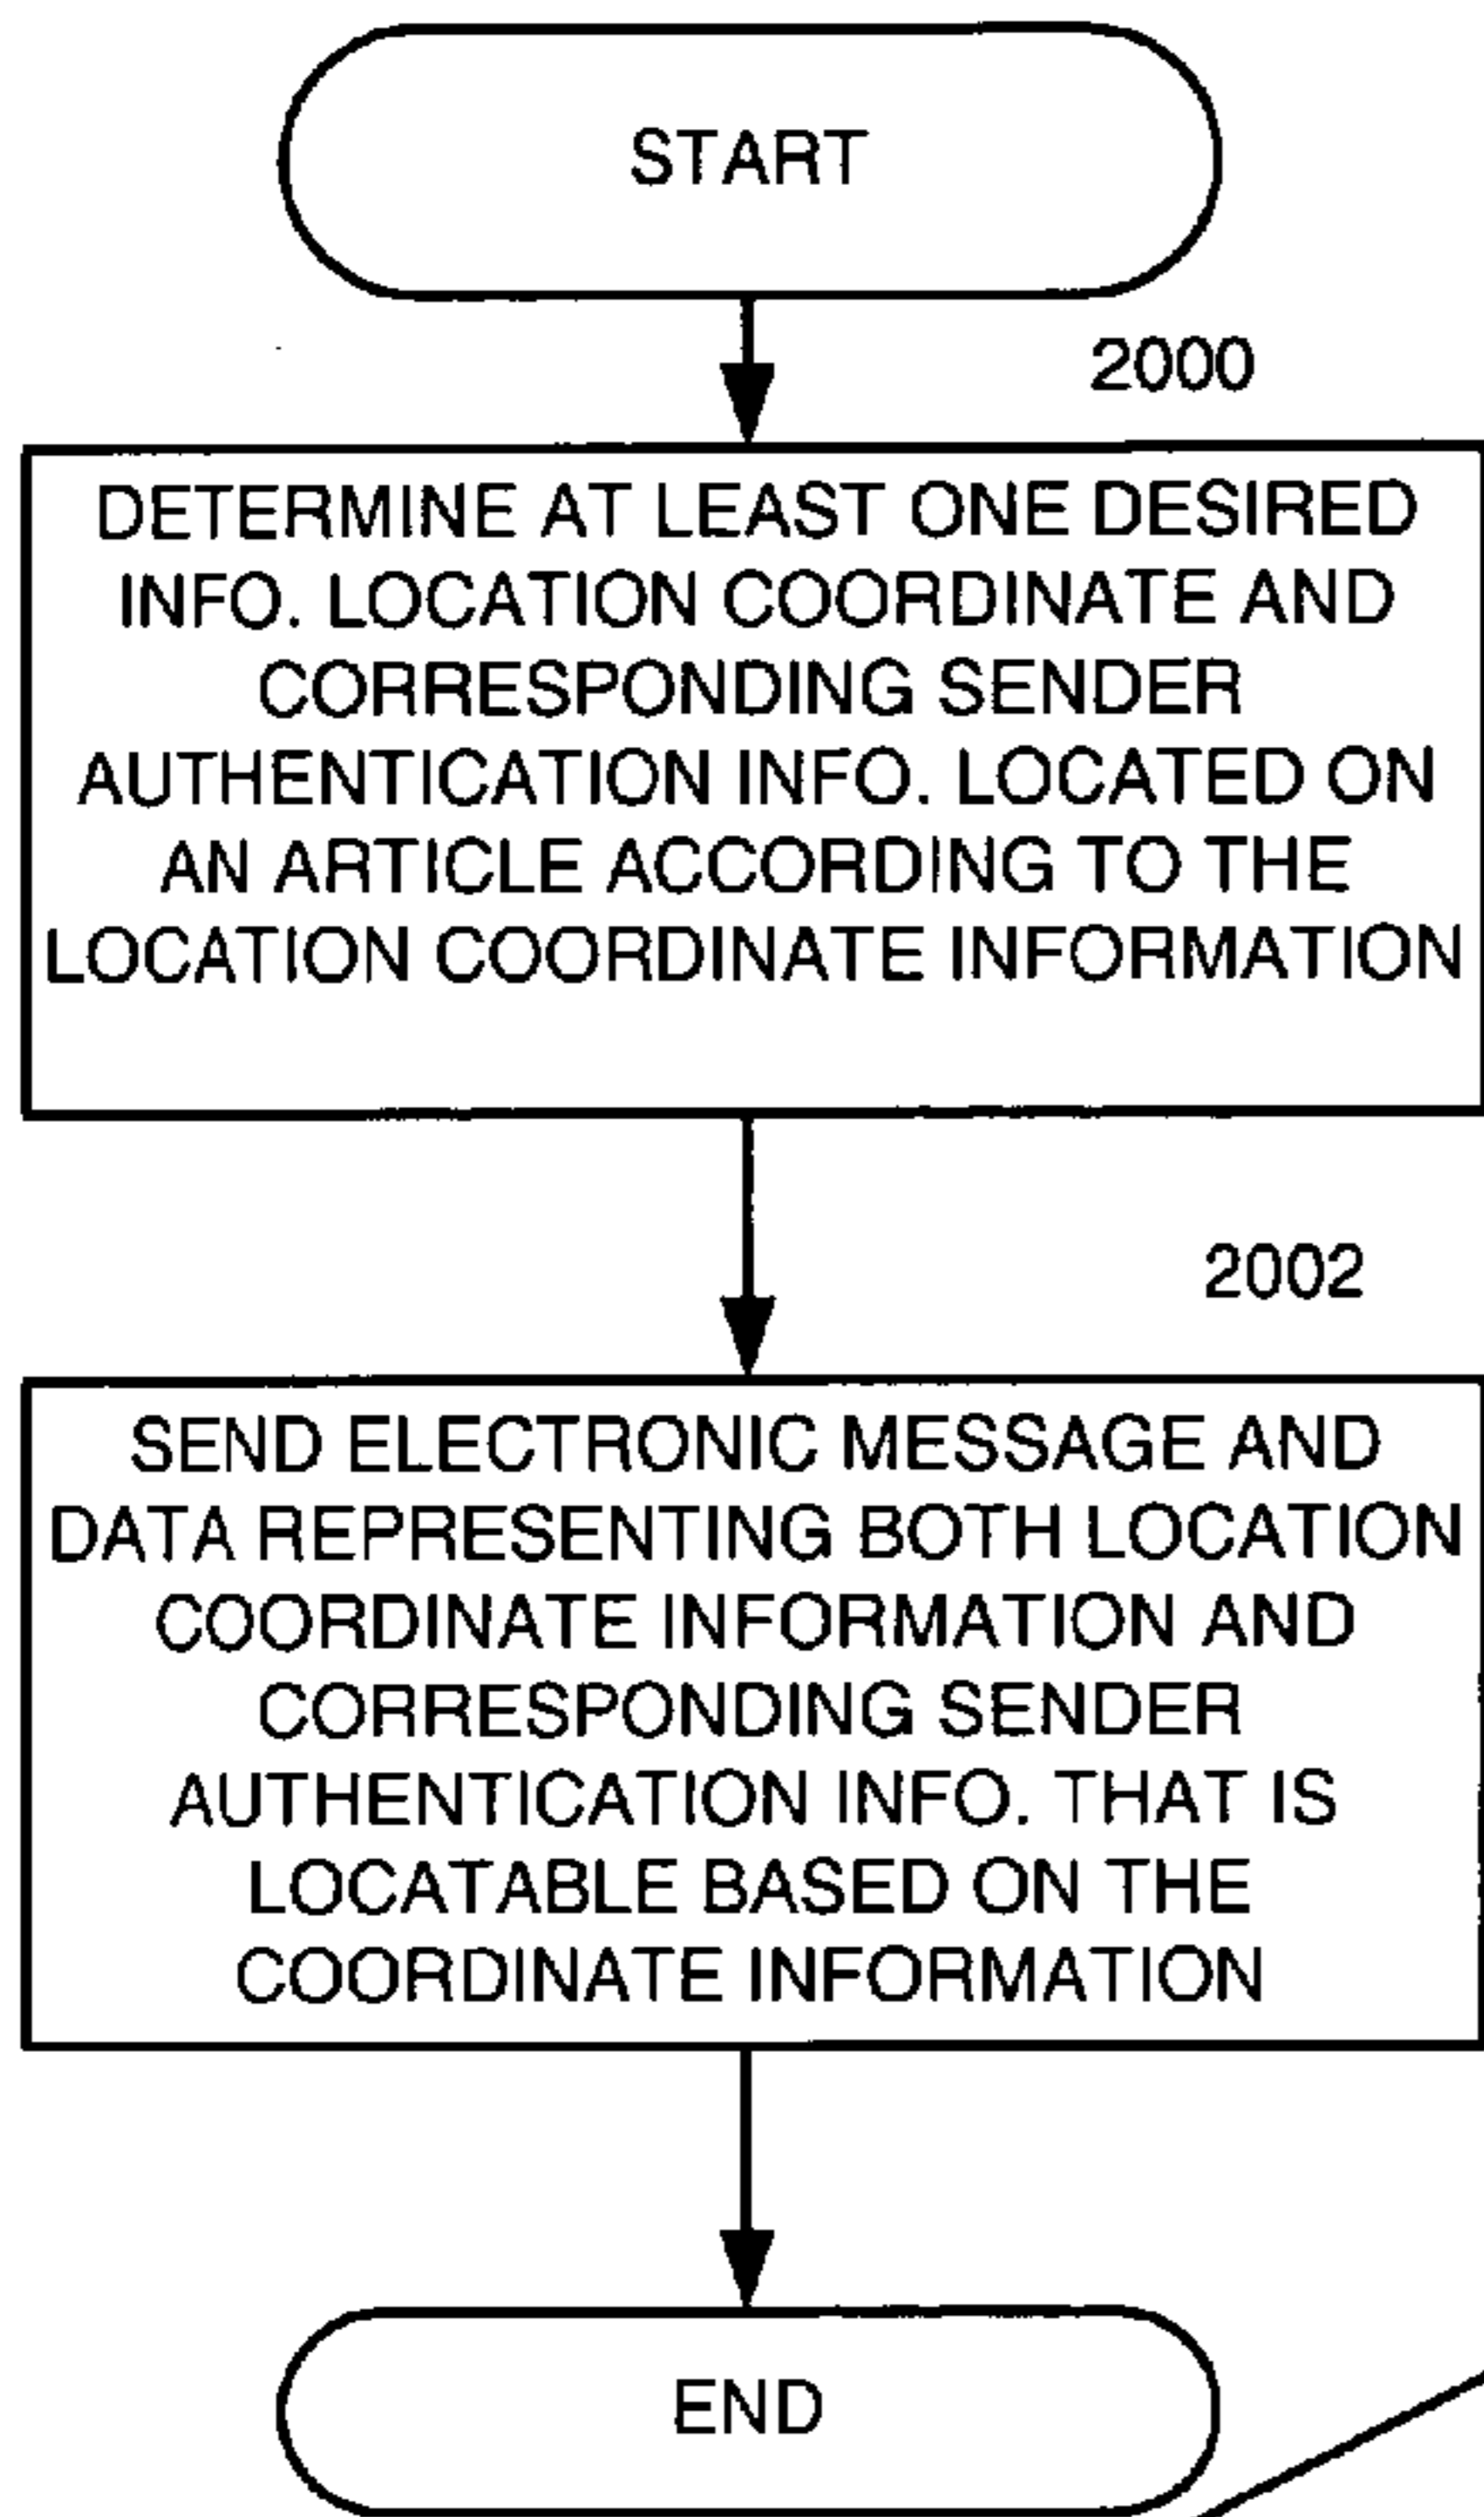 START
2000
DETERMINE AT LEAST ONE DESIRED
INFO. LOCATION COORDINATE AND
CORRESPONDING SENDER
AUTHENTICATION INFO. LOCATED ON
AN ARTICLE ACCORDING TO THE
LOCATION COORDINATE INFORMATION
2002
SEND ELECTRONIC MESSAGE AND
DATA REPRESENTING BOTH LOCATION
COORDINATE INFORMATION AND
CORRESPONDING SENDER
AUTHENTICATION INFO. THAT IS
LOCATABLE BASED ON THE
COORDINATE INFORMATION
END